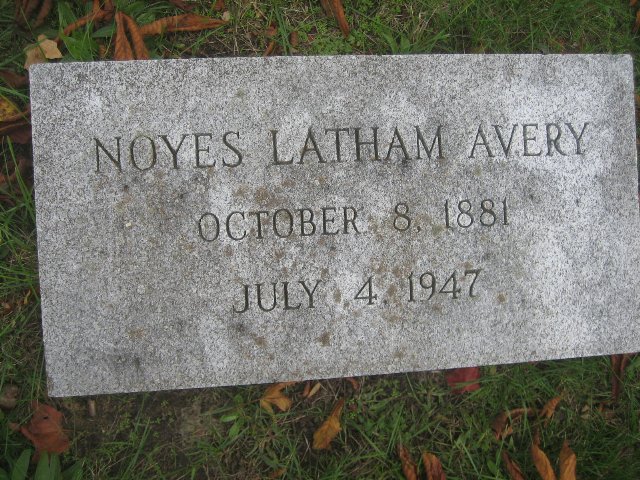 NOYES LATHAM AVERY
OCTOBER 8, 1881
JULY 4, 1947